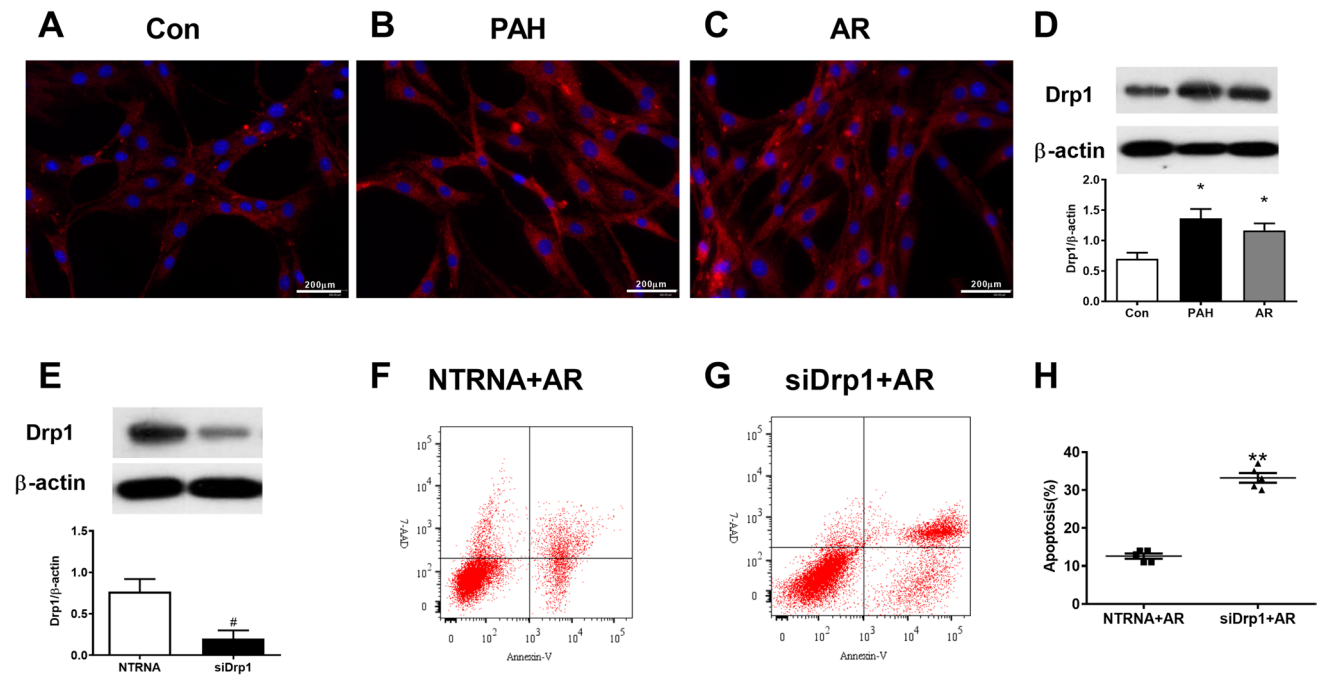 A Con
B PAH
C AR
D
200μm
200μm
200μm
Drp1
β-actin
Drp1/β-actin
2.0
1.5
1.0
0.5
0.0
*
*
Con PAH AR
E
Drp1
β-actin
Drp1/β-actin
1.5
1.0
0.5
0.0
#
NTRNA siDrp1
F NTRNA+AR
7-AAD
10⁵
10⁴
10³
10²
0
0 10² 10³ 10⁴ 10⁵
Annexin-V
G siDrp1+AR
7-AAD
10⁵
10⁴
10³
10²
0
0 10² 10³ 10⁴ 10⁵
Annexin-V
H
Apoptosis(%)
40
30
20
10
0
**
NTRNA+AR siDrp1+AR